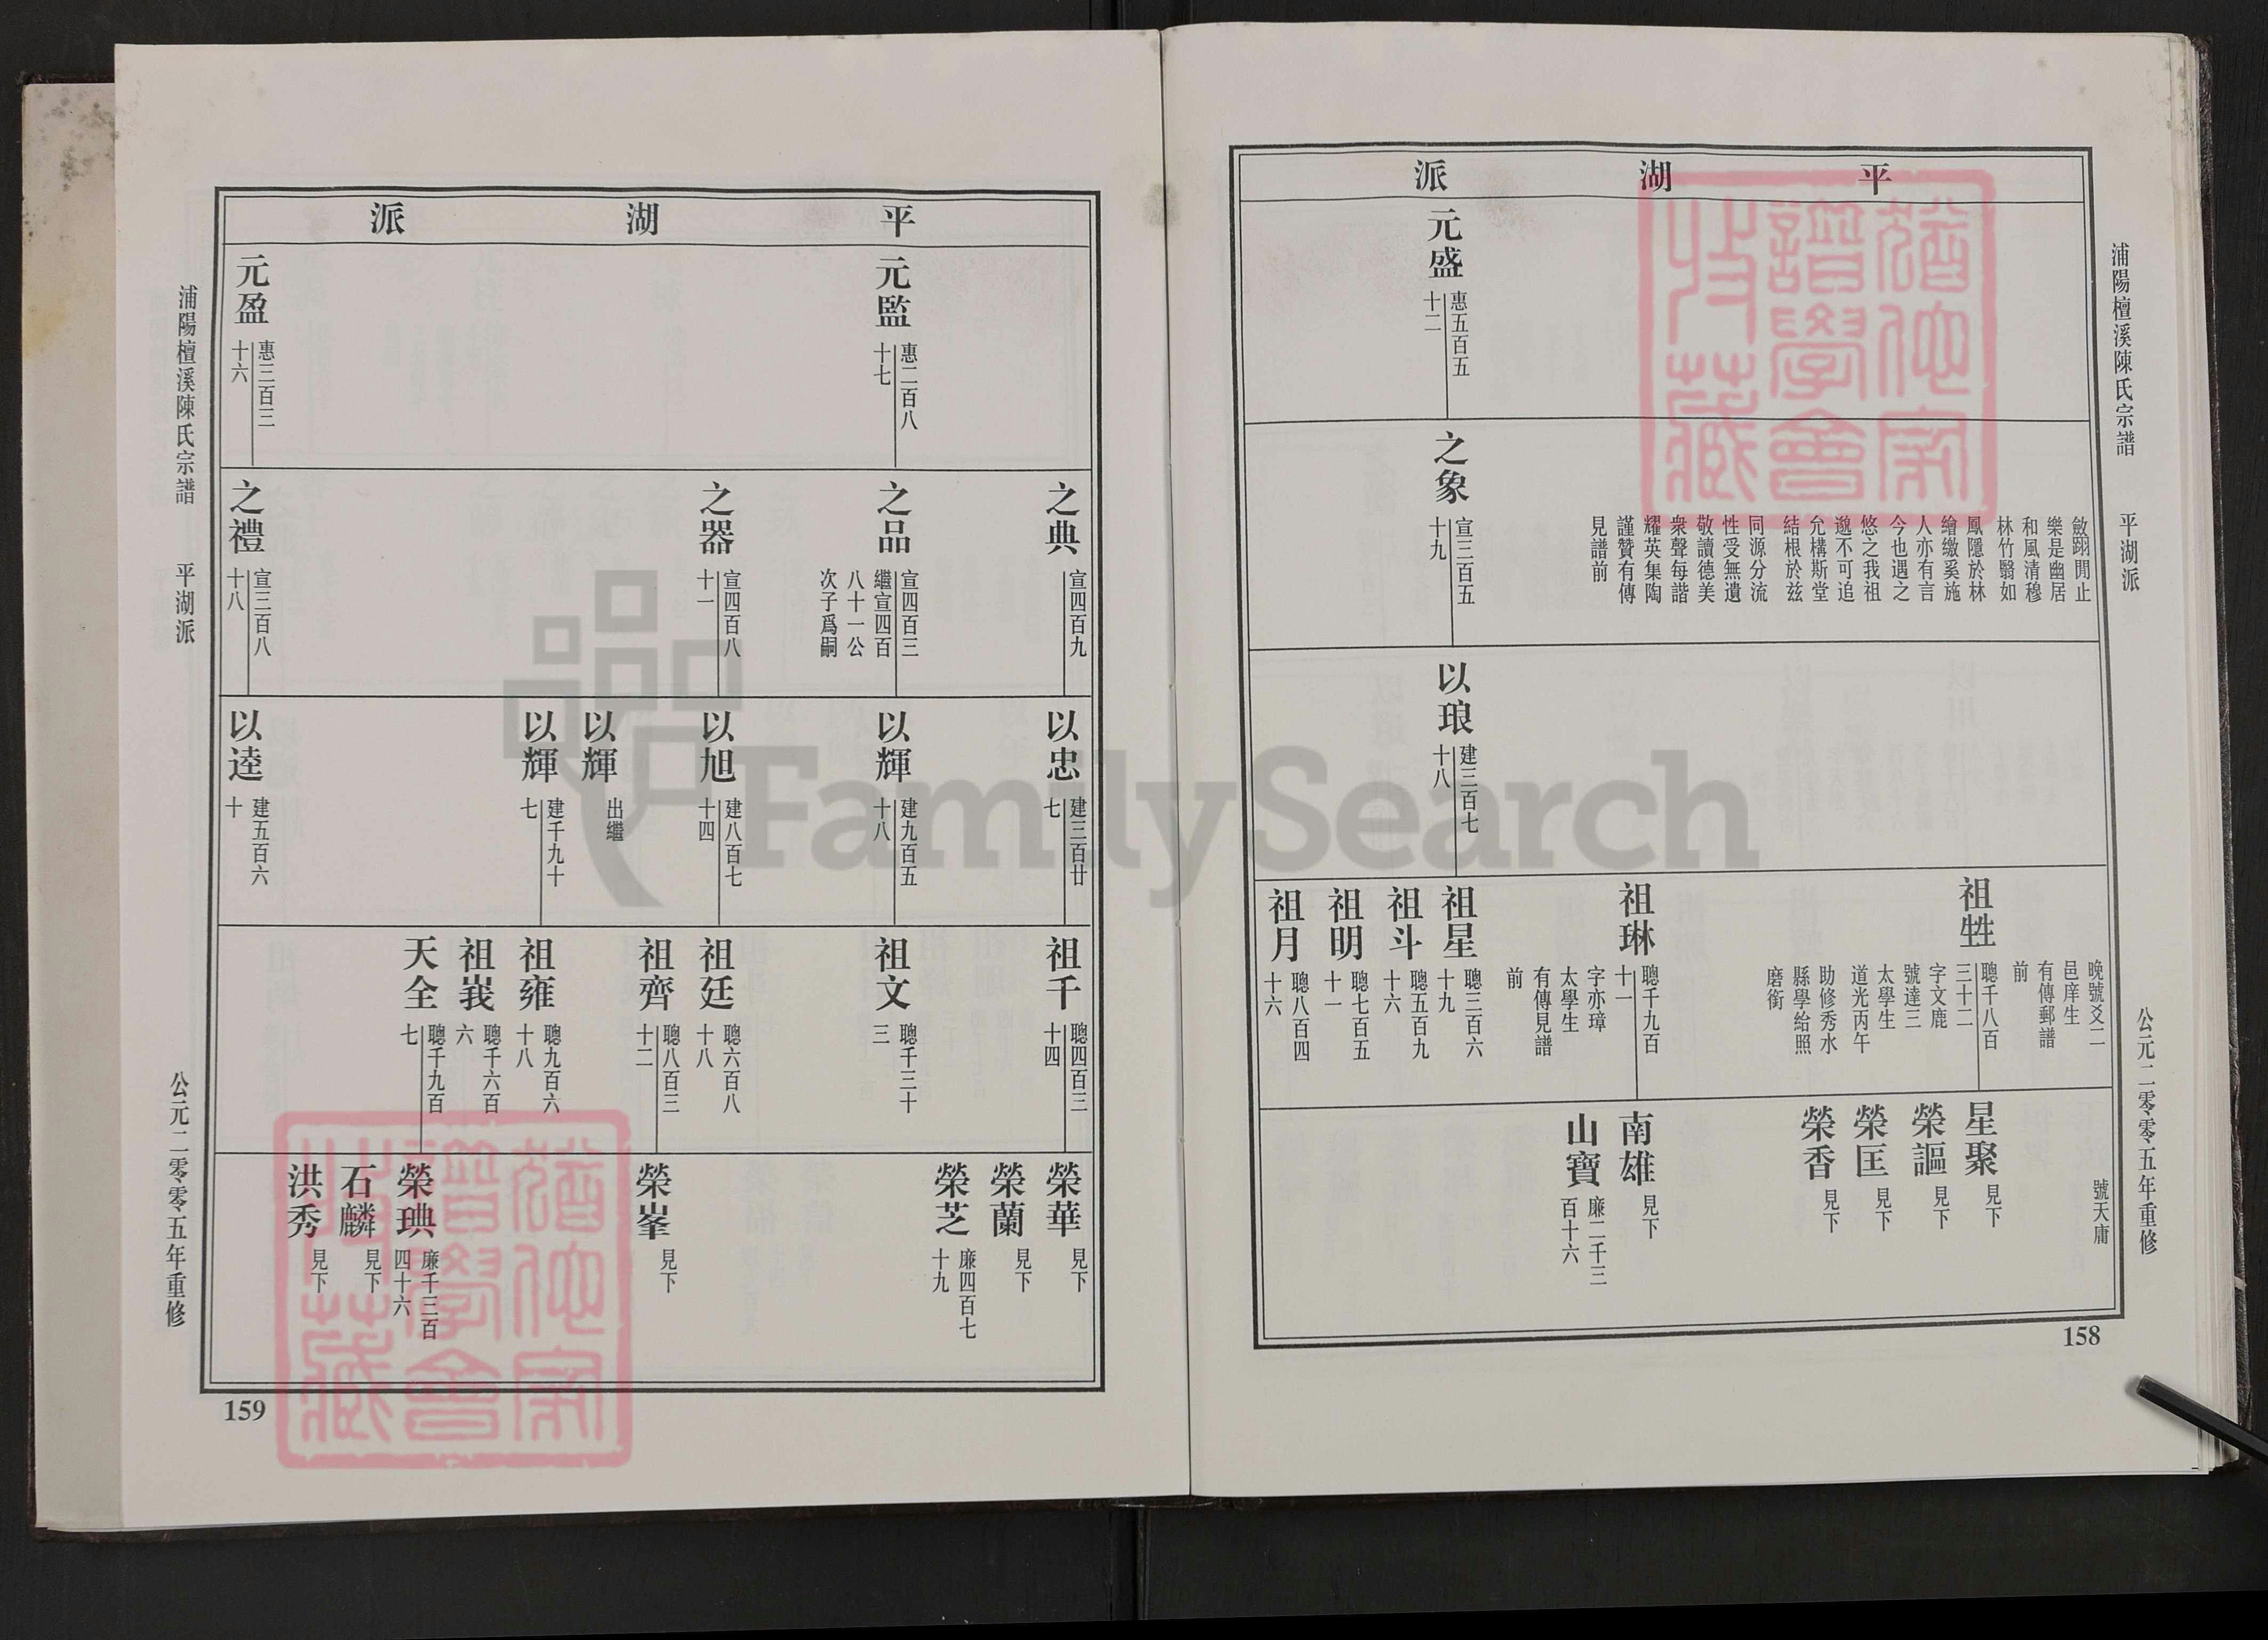 浦陽檀溪陳氏宗譜 平湖派 公元二零零五年重修
158
平湖派
元盛
惠五百五
十二
斂翮閒止
樂是幽居
和風清穆
林竹翳如
鳳隱於林
繪繳奚施
人亦有言
今也遇之
悠之我祖
邈不可追
允構斯堂
結根於兹
同源分流
性受無遺
敬讀德美
衆聲每諧
耀英集陶
謹贊有傳
見譜前
之象
宣三百五
十九
以琅
建三百七
十八
晚號爻二
邑庠生
有傳郵譜
前
祖甡
聰千八百
三十二
字文鹿
號達三
太學生
道光丙午
助修秀水
縣學給照
磨銜
祖琳
聰千九百
十一
字亦璋
太學生
有傳見譜
前
祖星
聰三百六
十九
祖斗
聰五百九
十六
祖明
聰七百五
十一
祖月
聰八百四
十六
號天庸
星聚 見下
榮謳 見下
榮匡 見下
榮香 見下
南雄 見下
山寶
廉二千三
百十六
平湖派
元監
惠二百八
十七
元盈
惠三百三
十六
之典
宣四百九
之品
宣四百三
繼宣四百
八十一公
次子爲嗣
之器
宣四百八
十一
之禮
宣三百八
十八
以忠
建三百廿
七
以輝
建九百五
十八
以旭
建八百七
十四
以輝 出繼
以輝
建千九十
七
以逵
建五百六
十
祖千
聰四百三
十四
祖文
聰千三十
三
祖廷
聰六百八
十八
祖齊
聰八百三
十二
祖雍
聰九百六
十八
祖峩
聰千六百
六
天全
聰千九百
七
榮華 見下
榮蘭 見下
榮芝
廉四百七
十九
榮峯 見下
榮琠
廉千三百
四十六
石麟 見下
洪秀 見下
浦陽檀溪陳氏宗譜 平湖派 公元二零零五年重修
159
FamilySearch